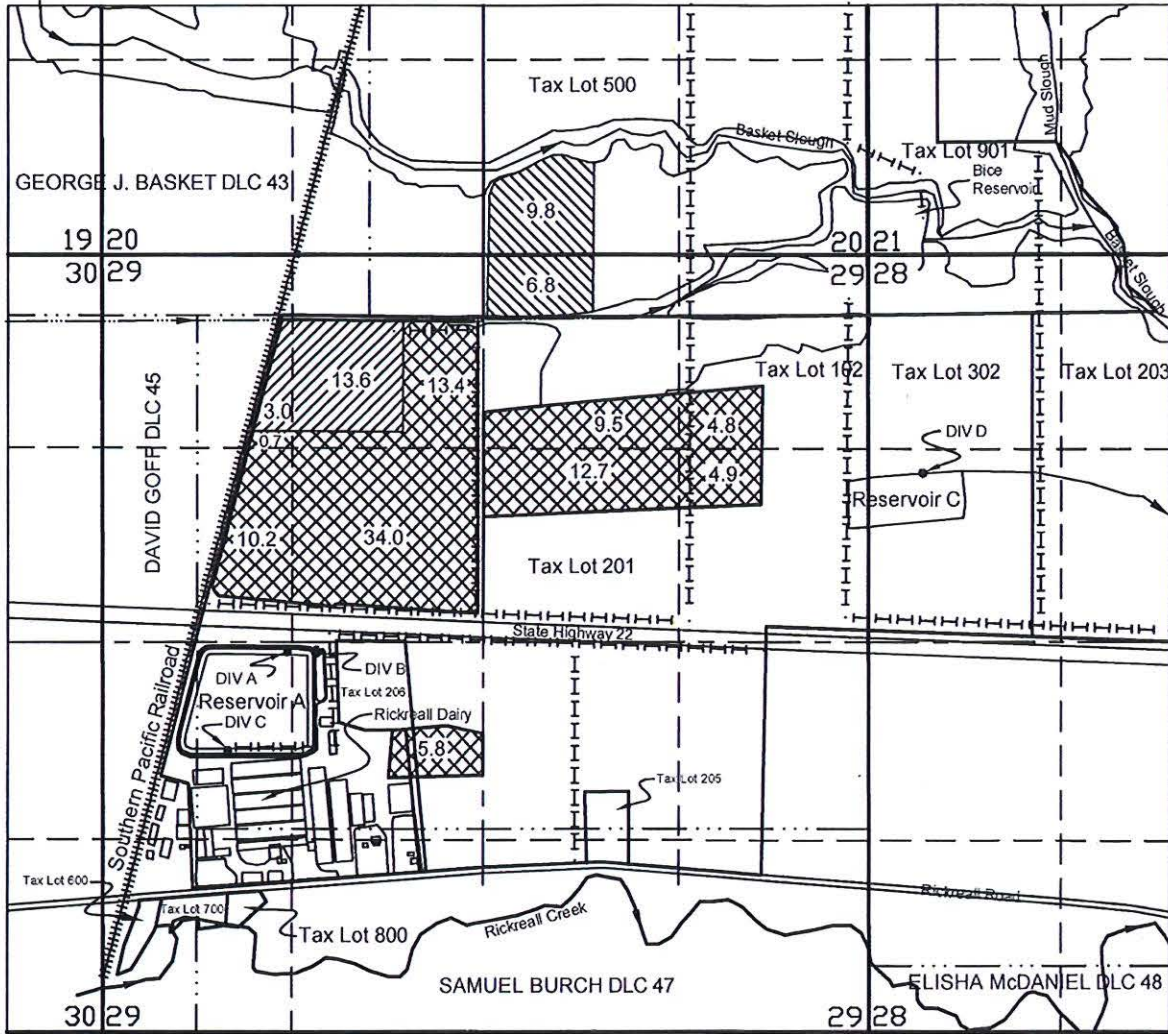 Tax Lot 500
Mud Slough
Basket Slough
Tax Lot 901
Bice
Reservoir
GEORGE J. BASKET DLC 43
9.8
19 20
30 29
6.8
20 21
29 28
Basket Slough
DAVID GOFF DLC 45
13.6
13.4
3.0
0.7
10.2
34.0
9.5
4.8
12.7
4.9
Tax Lot 102
Tax Lot 302
Tax Lot 203
DIV D
Reservoir C
Tax Lot 201
State Highway 22
Southern Pacific Railroad
DIV A
DIV B
Reservoir A
Tax Lot 206
DIV C
Rickreall Dairy
5.8
Tax Lot 205
Tax Lot 600
Tax Lot 700
Tax Lot 800
Rickreall Creek
Rickreall Road
SAMUEL BURCH DLC 47
ELISHA McDANIEL DLC 48
30 29
29 28